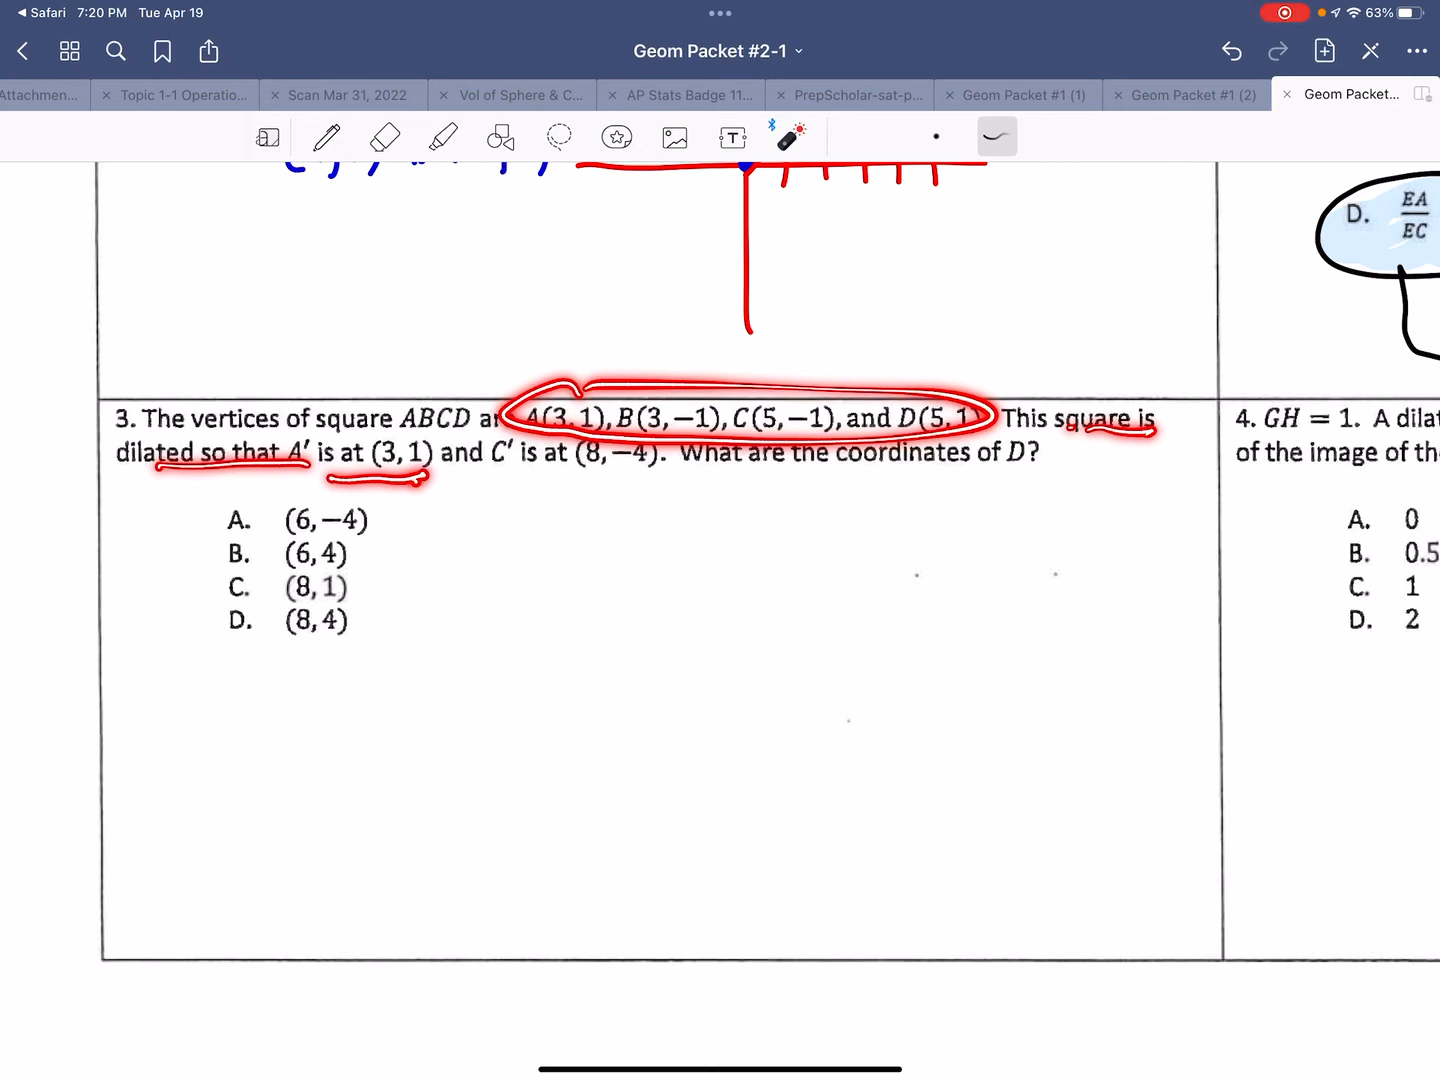 Safari 7:20 PM Tue Apr 19
63%
Geom Packet #2-1
Attachmen... Topic 1-1 Operatio... Scan Mar 31, 2022 Vol of Sphere & C... AP Stats Badge 11... PrepScholar-sat-p... Geom Packet #1 (1) Geom Packet #1 (2) Geom Packet...
D. EA
EC
3. The vertices of square ABCD A(3,1), B(3,−1), C(5,−1), and D(5,1) This square is
dilated so that A′ is at (3,1) and C′ is at (8,−4). What are the coordinates of D?
A. (6,−4)
B. (6,4)
C. (8,1)
D. (8,4)
4. GH = 1. A dilat
of the image of th
A. 0
B. 0.5
C. 1
D. 2